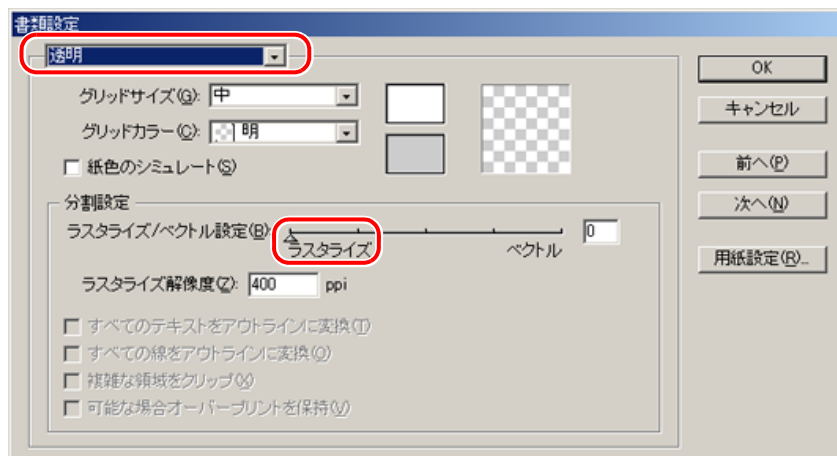 書類設定
透明
グリッドサイズ(G): 中
グリッドカラー(C): 明
紙色のシミュレート(S)
分割設定
ラスタライズ/ベクトル設定(B): 0
ラスタライズ ベクトル
ラスタライズ解像度(Z): 400 ppi
すべてのテキストをアウトラインに変換(T)
すべての線をアウトラインに変換(O)
複雑な領域をクリップ(X)
可能な場合オーバープリントを保持(V)
OK
キャンセル
前へ(P)
次へ(N)
用紙設定(R)...